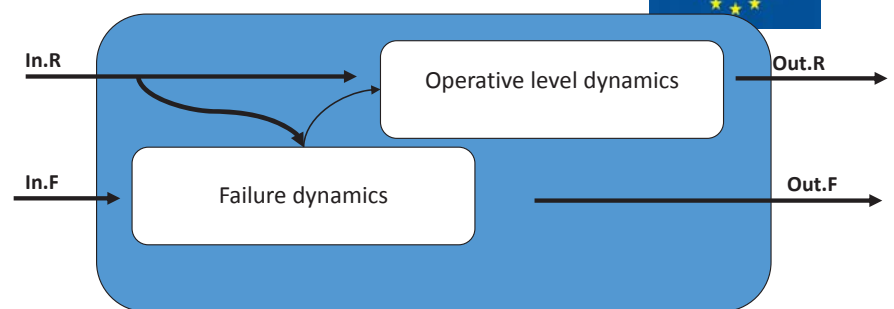 In.R
Operative level dynamics
Out.R
In.F
Failure dynamics
Out.F